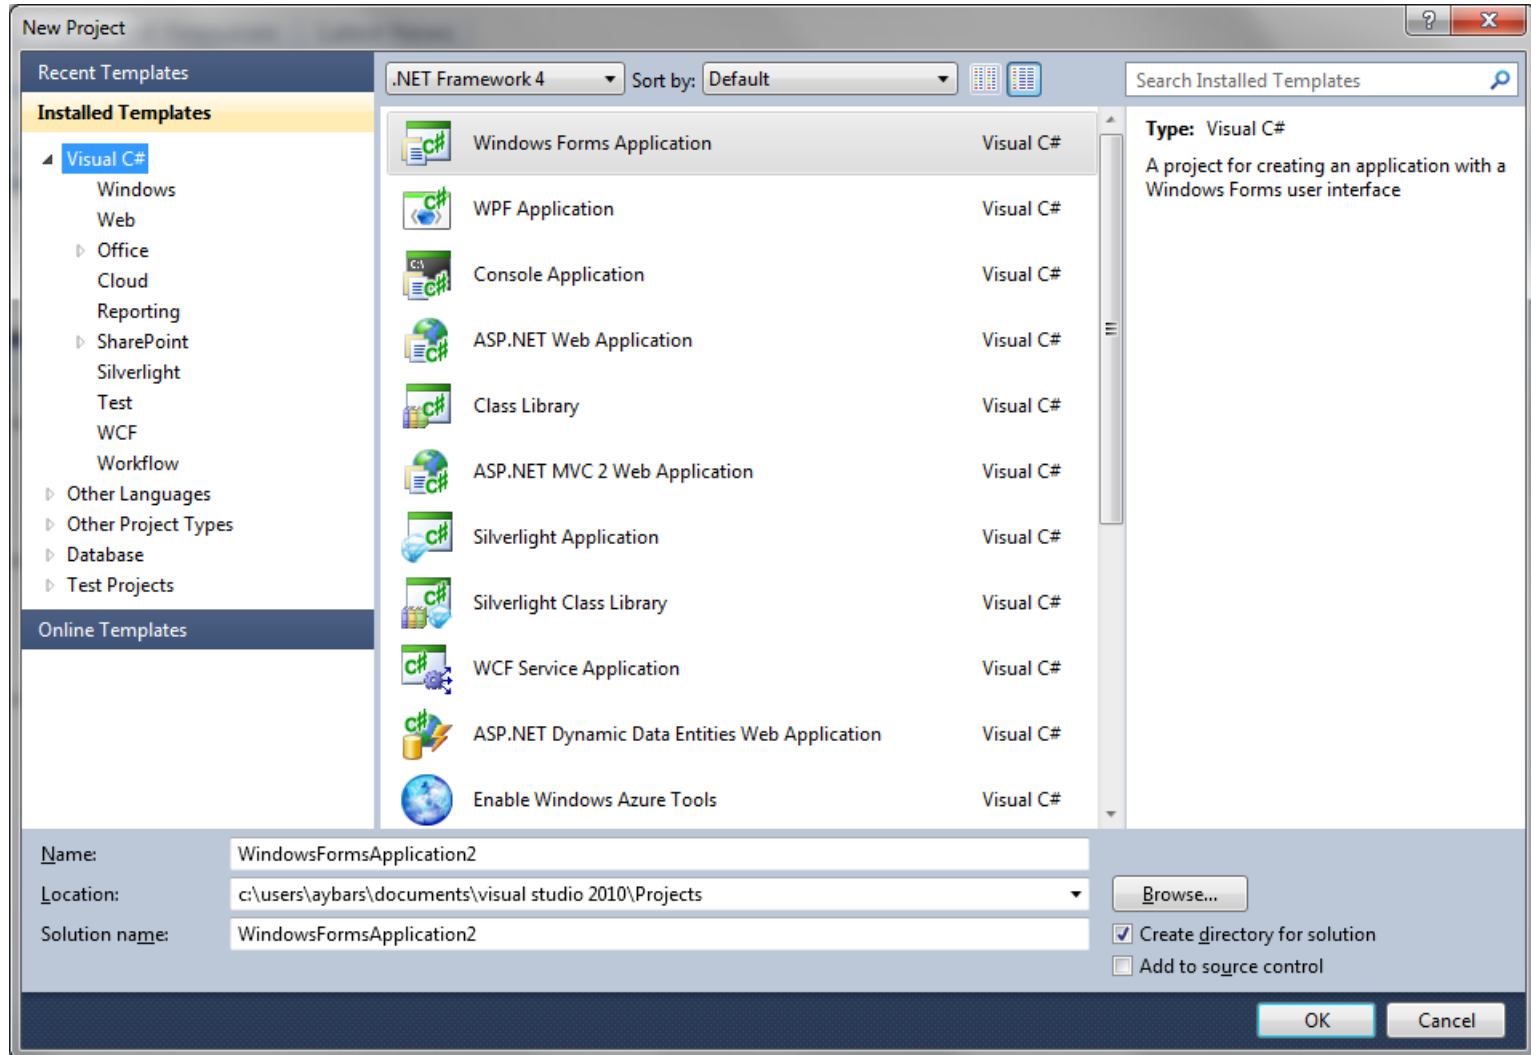 New Project
Recent Templates
Installed Templates
Visual C#
Windows
Web
Office
Cloud
Reporting
SharePoint
Silverlight
Test
WCF
Workflow
Other Languages
Other Project Types
Database
Test Projects
Online Templates
.NET Framework 4 Sort by: Default
Windows Forms Application Visual C#
WPF Application Visual C#
Console Application Visual C#
ASP.NET Web Application Visual C#
Class Library Visual C#
ASP.NET MVC 2 Web Application Visual C#
Silverlight Application Visual C#
Silverlight Class Library Visual C#
WCF Service Application Visual C#
ASP.NET Dynamic Data Entities Web Application Visual C#
Enable Windows Azure Tools Visual C#
Search Installed Templates
Type: Visual C#
A project for creating an application with a
Windows Forms user interface
Name: WindowsFormsApplication2
Location: c:\users\aybars\documents\visual studio 2010\Projects Browse...
Solution name: WindowsFormsApplication2 Create directory for solution
Add to source control
OK Cancel